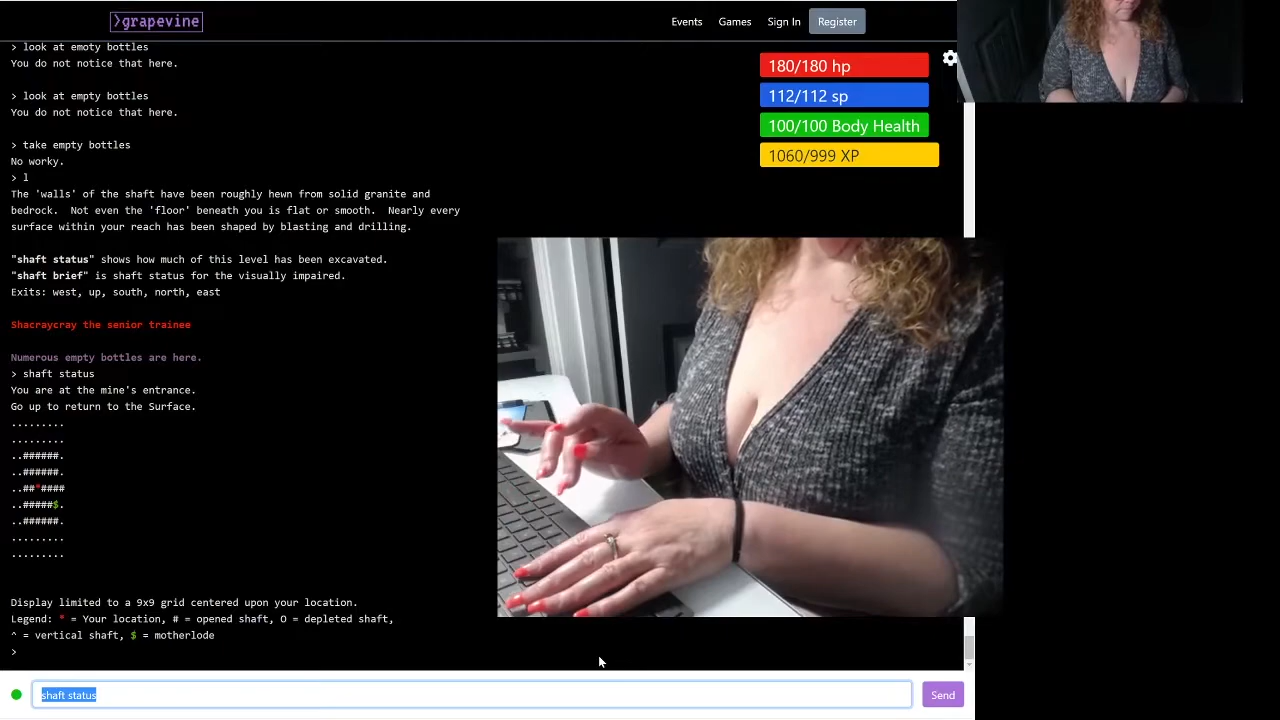 >grapevine
Events Games Sign In Register
> look at emoty bottles
You do not notice that here.
> look at empty bottles
You do not notice that here.
> take empty bottles
No worky.
> l
The 'walls' of the shaft have been roughly hewn from solid granite and
bedrock. Not even the 'floor' beneath you is flat or smooth. Nearly every
surface within your reach has been shaped by blasting and drilling.
"shaft status" shows how much of this level has been excavated.
"shaft brief" is shaft status for the visually impaired.
Exits: west, up, south, north, east
Shacraycray the senior trainee
Numerous empty bottles are here.
> shaft status
You are at the mine's entrance.
Go up to return to the Surface.
.........
.........
..######.
..######.
..##*####
..#####$.
..######.
.........
.........
Display limited to a 9x9 grid centered upon your location.
Legend: * = Your location, # = opened shaft, O = depleted shaft,
^ = vertical shaft, $ = motherlode
>
180/180 hp
112/112 sp
100/100 Body Health
1060/999 XP
shaft status
Send